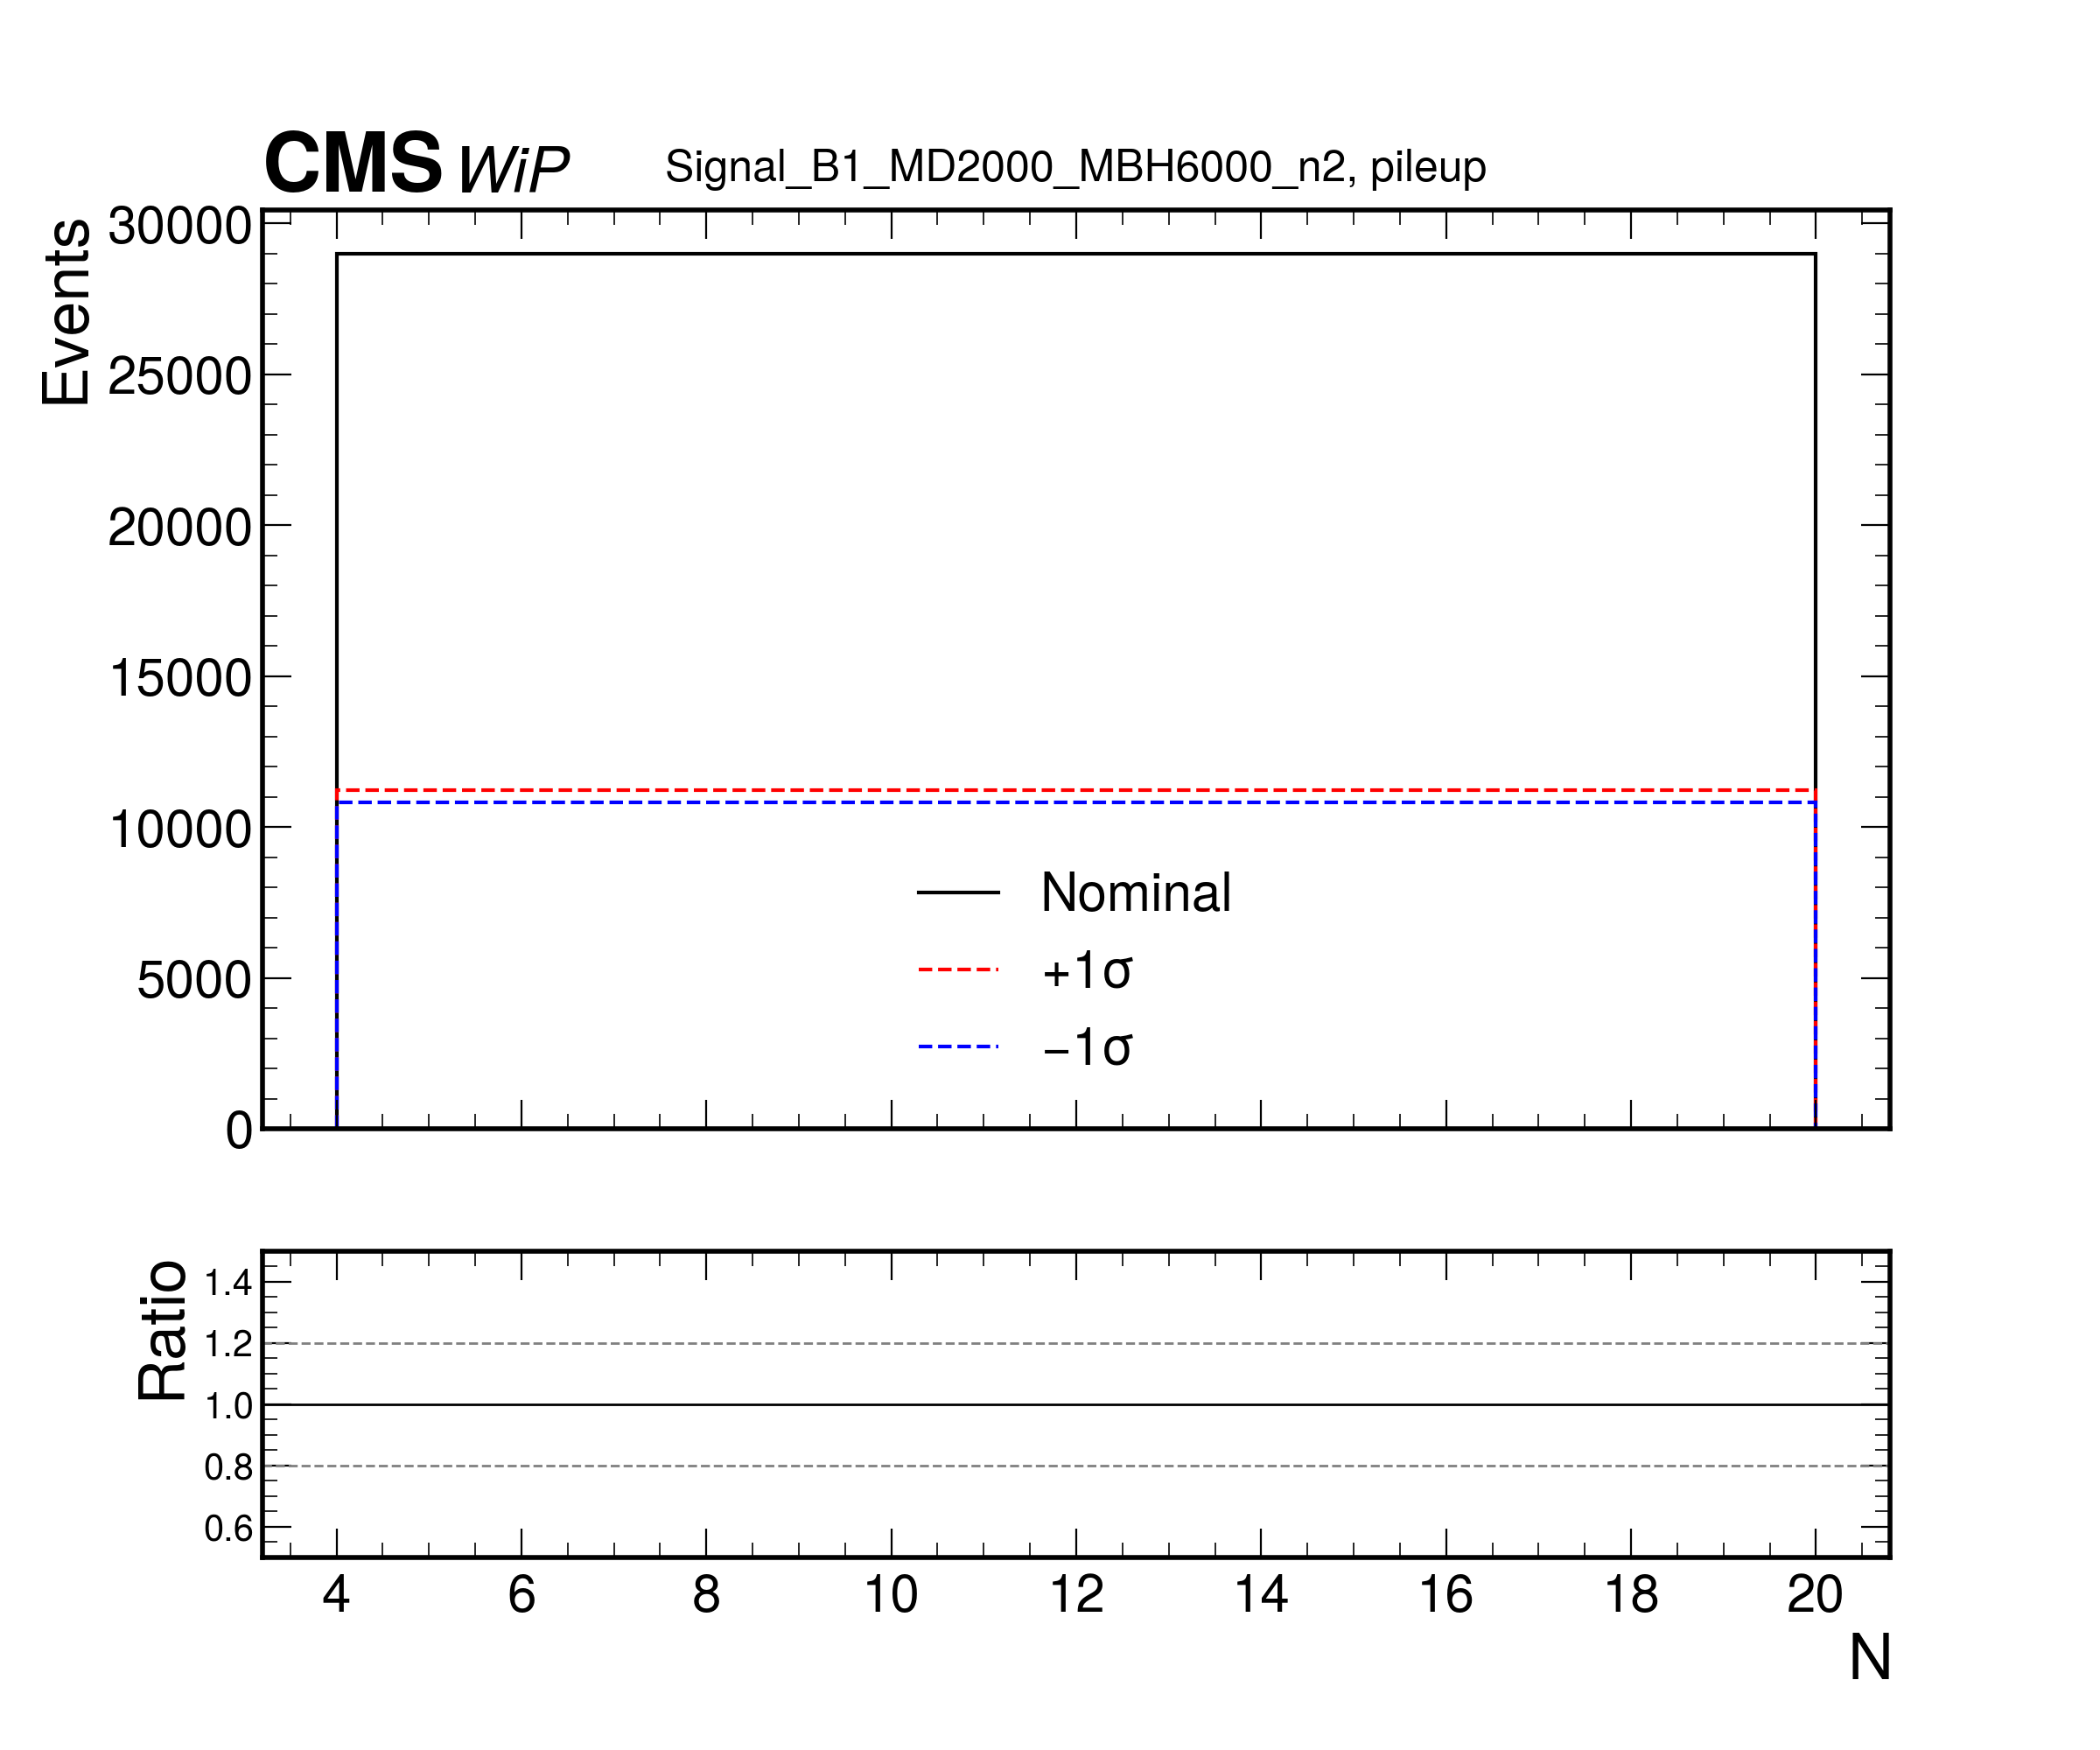 CMS WiP Signal_B1_MD2000_MBH6000_n2, pileup
Events
30000
25000
20000
15000
10000
5000
0
Nominal
+1σ
−1σ
Ratio
1.4
1.2
1.0
0.8
0.6
4 6 8 10 12 14 16 18 20
N